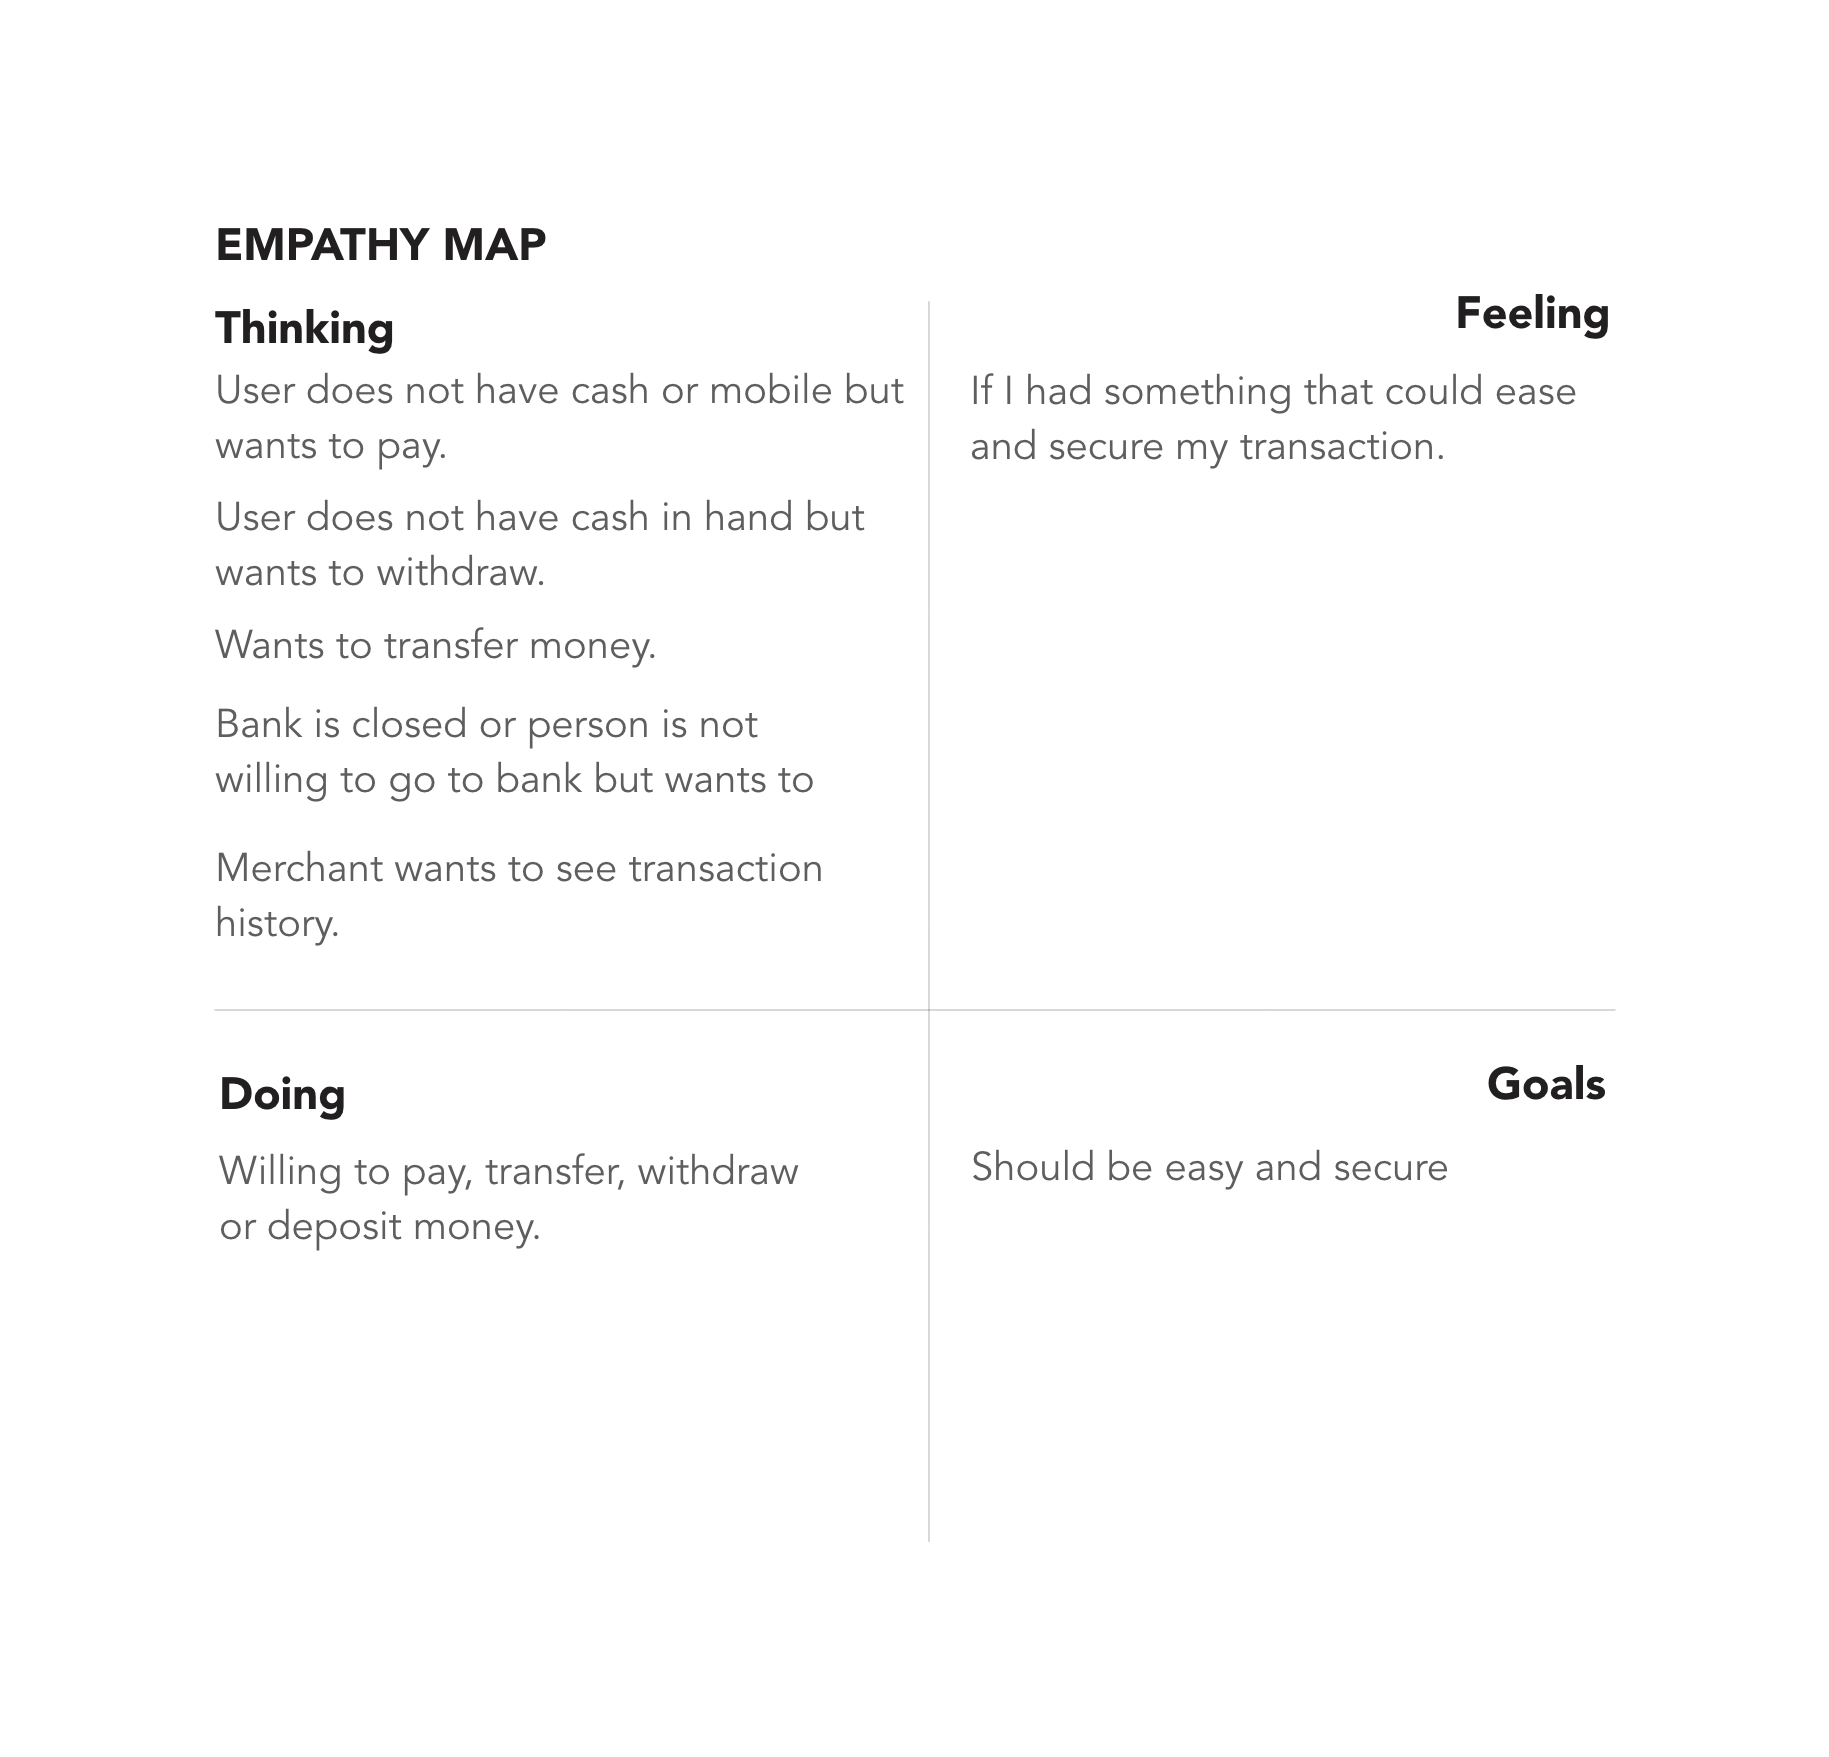 EMPATHY MAP
Thinking
User does not have cash or mobile but
wants to pay.
User does not have cash in hand but
wants to withdraw.
Wants to transfer money.
Bank is closed or person is not
willing to go to bank but wants to
Merchant wants to see transaction
history.
Feeling
If I had something that could ease
and secure my transaction.
Doing
Willing to pay, transfer, withdraw
or deposit money.
Goals
Should be easy and secure